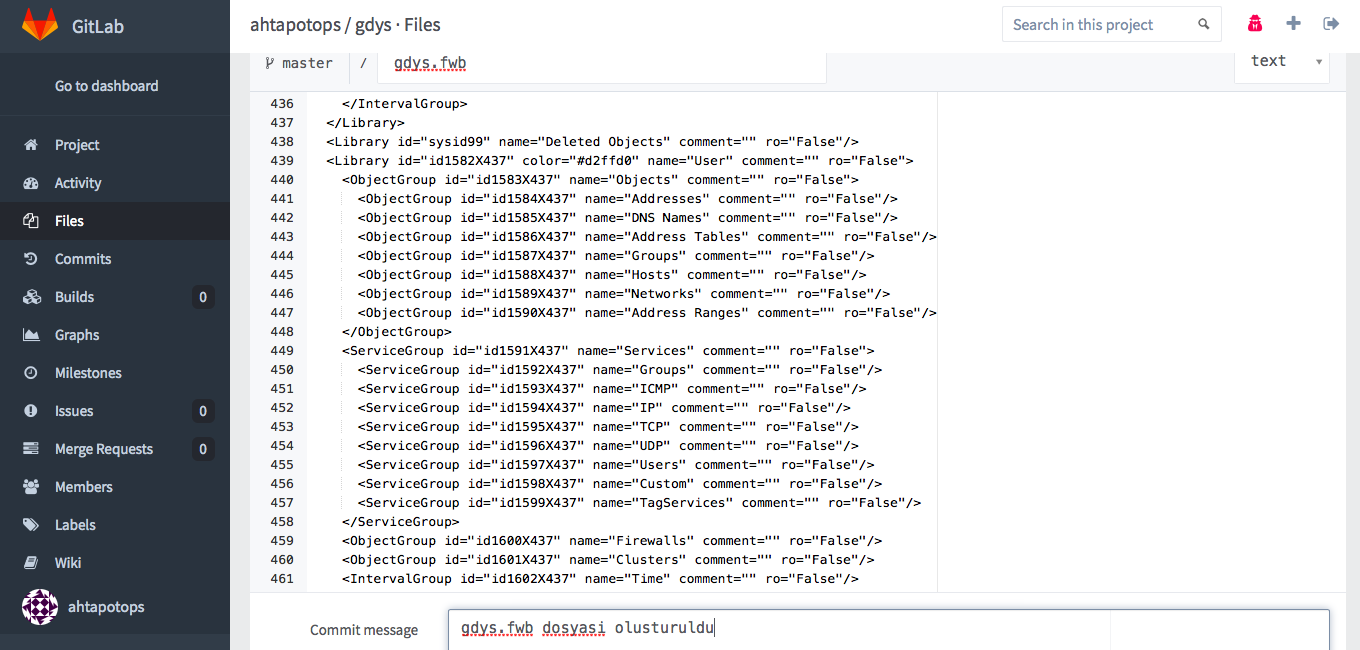 GitLab
ahtapotops / gdys · Files
Search in this project
Go to dashboard
Project
Activity
Files
Commits
Builds 0
Graphs
Milestones
Issues 0
Merge Requests 0
Members
Labels
Wiki
ahtapotops
master / gdys.fwb text
436 </IntervalGroup>
437 </Library>
438 <Library id="sysid99" name="Deleted Objects" comment="" ro="False"/>
439 <Library id="id1582X437" color="#d2ffd0" name="User" comment="" ro="False">
440 <ObjectGroup id="id1583X437" name="Objects" comment="" ro="False">
441 <ObjectGroup id="id1584X437" name="Addresses" comment="" ro="False"/>
442 <ObjectGroup id="id1585X437" name="DNS Names" comment="" ro="False"/>
443 <ObjectGroup id="id1586X437" name="Address Tables" comment="" ro="False"/>
444 <ObjectGroup id="id1587X437" name="Groups" comment="" ro="False"/>
445 <ObjectGroup id="id1588X437" name="Hosts" comment="" ro="False"/>
446 <ObjectGroup id="id1589X437" name="Networks" comment="" ro="False"/>
447 <ObjectGroup id="id1590X437" name="Address Ranges" comment="" ro="False"/>
448 </ObjectGroup>
449 <ServiceGroup id="id1591X437" name="Services" comment="" ro="False">
450 <ServiceGroup id="id1592X437" name="Groups" comment="" ro="False"/>
451 <ServiceGroup id="id1593X437" name="ICMP" comment="" ro="False"/>
452 <ServiceGroup id="id1594X437" name="IP" comment="" ro="False"/>
453 <ServiceGroup id="id1595X437" name="TCP" comment="" ro="False"/>
454 <ServiceGroup id="id1596X437" name="UDP" comment="" ro="False"/>
455 <ServiceGroup id="id1597X437" name="Users" comment="" ro="False"/>
456 <ServiceGroup id="id1598X437" name="Custom" comment="" ro="False"/>
457 <ServiceGroup id="id1599X437" name="TagServices" comment="" ro="False"/>
458 </ServiceGroup>
459 <ObjectGroup id="id1600X437" name="Firewalls" comment="" ro="False"/>
460 <ObjectGroup id="id1601X437" name="Clusters" comment="" ro="False"/>
461 <IntervalGroup id="id1602X437" name="Time" comment="" ro="False"/>
Commit message gdys.fwb dosyasi olusturuldu